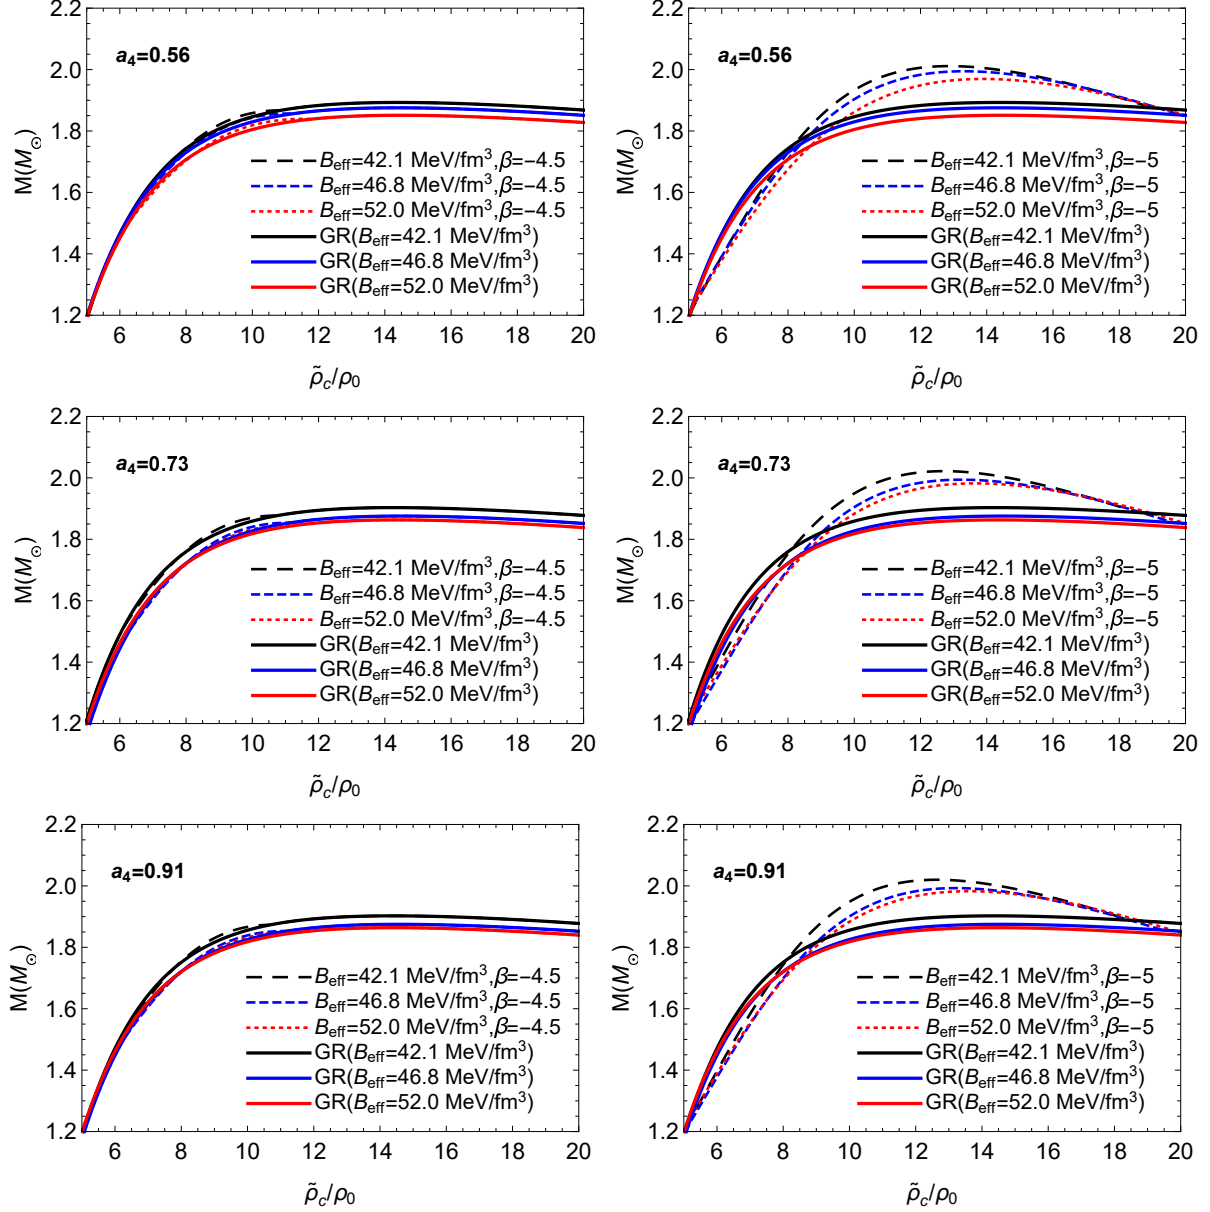 2.2
2.0
1.8
1.6
1.4
1.2
M(M⊙)
a4=0.56
Beff=42.1 MeV/fm³,β=−4.5
Beff=46.8 MeV/fm³,β=−4.5
Beff=52.0 MeV/fm³,β=−4.5
GR(Beff=42.1 MeV/fm³)
GR(Beff=46.8 MeV/fm³)
GR(Beff=52.0 MeV/fm³)
6 8 10 12 14 16 18 20
ρ̃c/ρ0
2.2
2.0
1.8
1.6
1.4
1.2
M(M⊙)
a4=0.56
Beff=42.1 MeV/fm³,β=−5
Beff=46.8 MeV/fm³,β=−5
Beff=52.0 MeV/fm³,β=−5
GR(Beff=42.1 MeV/fm³)
GR(Beff=46.8 MeV/fm³)
GR(Beff=52.0 MeV/fm³)
6 8 10 12 14 16 18 20
ρ̃c/ρ0
2.2
2.0
1.8
1.6
1.4
1.2
M(M⊙)
a4=0.73
Beff=42.1 MeV/fm³,β=−4.5
Beff=46.8 MeV/fm³,β=−4.5
Beff=52.0 MeV/fm³,β=−4.5
GR(Beff=42.1 MeV/fm³)
GR(Beff=46.8 MeV/fm³)
GR(Beff=52.0 MeV/fm³)
6 8 10 12 14 16 18 20
ρ̃c/ρ0
2.2
2.0
1.8
1.6
1.4
1.2
M(M⊙)
a4=0.73
Beff=42.1 MeV/fm³,β=−5
Beff=46.8 MeV/fm³,β=−5
Beff=52.0 MeV/fm³,β=−5
GR(Beff=42.1 MeV/fm³)
GR(Beff=46.8 MeV/fm³)
GR(Beff=52.0 MeV/fm³)
6 8 10 12 14 16 18 20
ρ̃c/ρ0
2.2
2.0
1.8
1.6
1.4
1.2
M(M⊙)
a4=0.91
Beff=42.1 MeV/fm³,β=−4.5
Beff=46.8 MeV/fm³,β=−4.5
Beff=52.0 MeV/fm³,β=−4.5
GR(Beff=42.1 MeV/fm³)
GR(Beff=46.8 MeV/fm³)
GR(Beff=52.0 MeV/fm³)
6 8 10 12 14 16 18 20
ρ̃c/ρ0
2.2
2.0
1.8
1.6
1.4
1.2
M(M⊙)
a4=0.91
Beff=42.1 MeV/fm³,β=−5
Beff=46.8 MeV/fm³,β=−5
Beff=52.0 MeV/fm³,β=−5
GR(Beff=42.1 MeV/fm³)
GR(Beff=46.8 MeV/fm³)
GR(Beff=52.0 MeV/fm³)
6 8 10 12 14 16 18 20
ρ̃c/ρ0